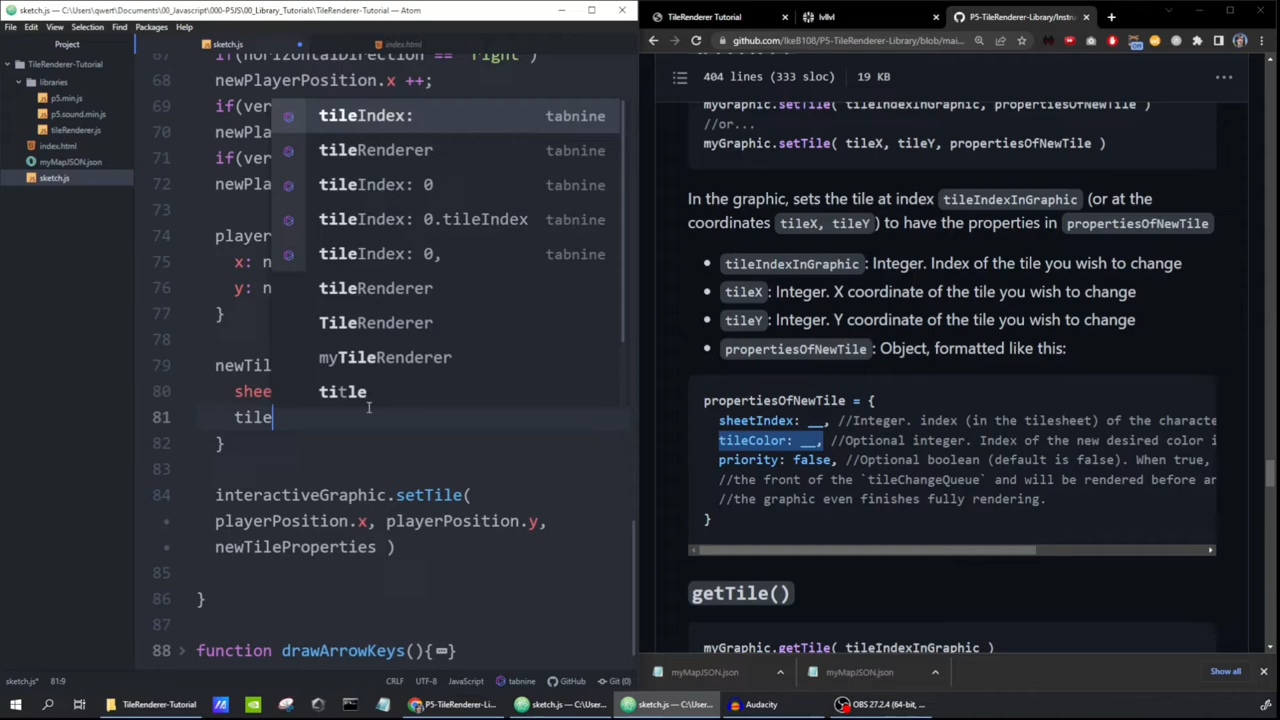 sketch.js — C:\Users\qwert\Documents\00_Javascript\000-P5JS\00_Library_Tutorials\TileRenderer-Tutorial — Atom
File Edit View Selection Find Packages Help
Project
TileRenderer-Tutorial
libraries
p5.min.js
p5.sound.min.js
tileRenderer.js
index.html
myMapJSON.json
sketch.js
sketch.js
index.html
67 if(horizontalDirection == "right")
68 newPlayerPosition.x ++;
69 if(ver
70 newPla
71 if(ver
72 newPla
73
74 player
75 x: n
76 y: n
77 }
78
79 newTil
80 shee
81 tile
82 }
83
84 interactiveGraphic.setTile(
playerPosition.x, playerPosition.y,
newTileProperties )
85
86 }
87
88 function drawArrowKeys(){
tileIndex: tabnine
tileRenderer tabnine
tileIndex: 0 tabnine
tileIndex: 0.tileIndex tabnine
tileIndex: 0, tabnine
tileRenderer
TileRenderer
myTileRenderer
title
sketch.js* 81:9
CRLF UTF-8 JavaScript tabnine GitHub Git (0)
TileRenderer Tutorial
lvlvl
P5-TileRenderer-Library/Instru
github.com/IkeB108/P5-TileRenderer-Library/blob/mai...
404 lines (333 sloc) 19 KB
myGraphic.setTile( tileIndexInGraphic, propertiesOfNewTile )
//or...
myGraphic.setTile( tileX, tileY, propertiesOfNewTile )
In the graphic, sets the tile at index tileIndexInGraphic (or at the
coordinates tileX, tileY) to have the properties in propertiesOfNewTile
tileIndexInGraphic: Integer. Index of the tile you wish to change
tileX: Integer. X coordinate of the tile you wish to change
tileY: Integer. Y coordinate of the tile you wish to change
propertiesOfNewTile: Object, formatted like this:
propertiesOfNewTile = {
sheetIndex: __, //Integer. index (in the tilesheet) of the characte
tileColor: __, //Optional integer. Index of the new desired color i
priority: false, //Optional boolean (default is false). When true,
//the front of the `tileChangeQueue` and will be rendered before an
//the graphic even finishes fully rendering.
}
getTile()
myGraphic.getTile( tileIndexInGraphic )
myMapJSON.json
myMapJSON.json
Show all
TileRenderer-Tutorial
P5-TileRenderer-Li...
sketch.js — C:\User...
sketch.js — C:\User...
Audacity
OBS 27.2.4 (64-bit, ...